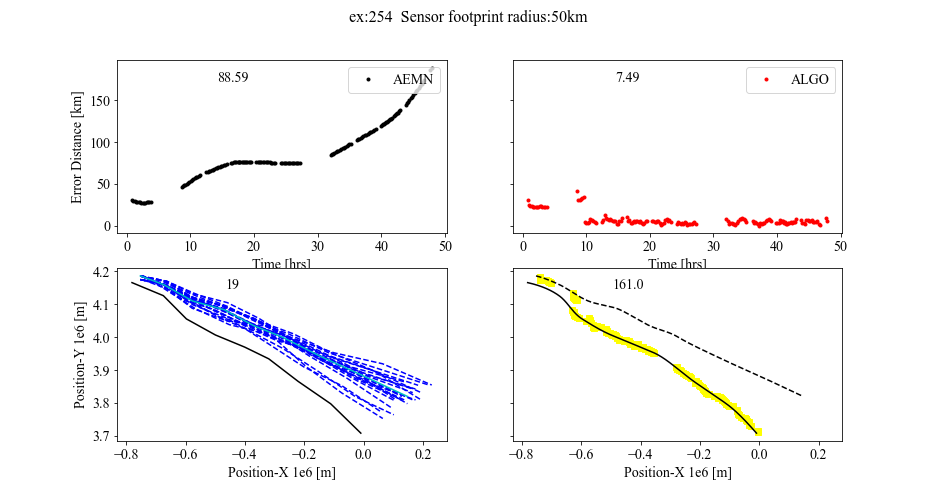 ex:254 Sensor footprint radius:50km
88.59
AEMN
7.49
ALGO
Error Distance [km]
150
100
50
0
0 10 20 30 40 50
Time [hrs]
0 10 20 30 40 50
Time [hrs]
19
161.0
Position-Y 1e6 [m]
4.2
4.1
4.0
3.9
3.8
3.7
−0.8 −0.6 −0.4 −0.2 0.0 0.2
Position-X 1e6 [m]
−0.8 −0.6 −0.4 −0.2 0.0 0.2
Position-X 1e6 [m]